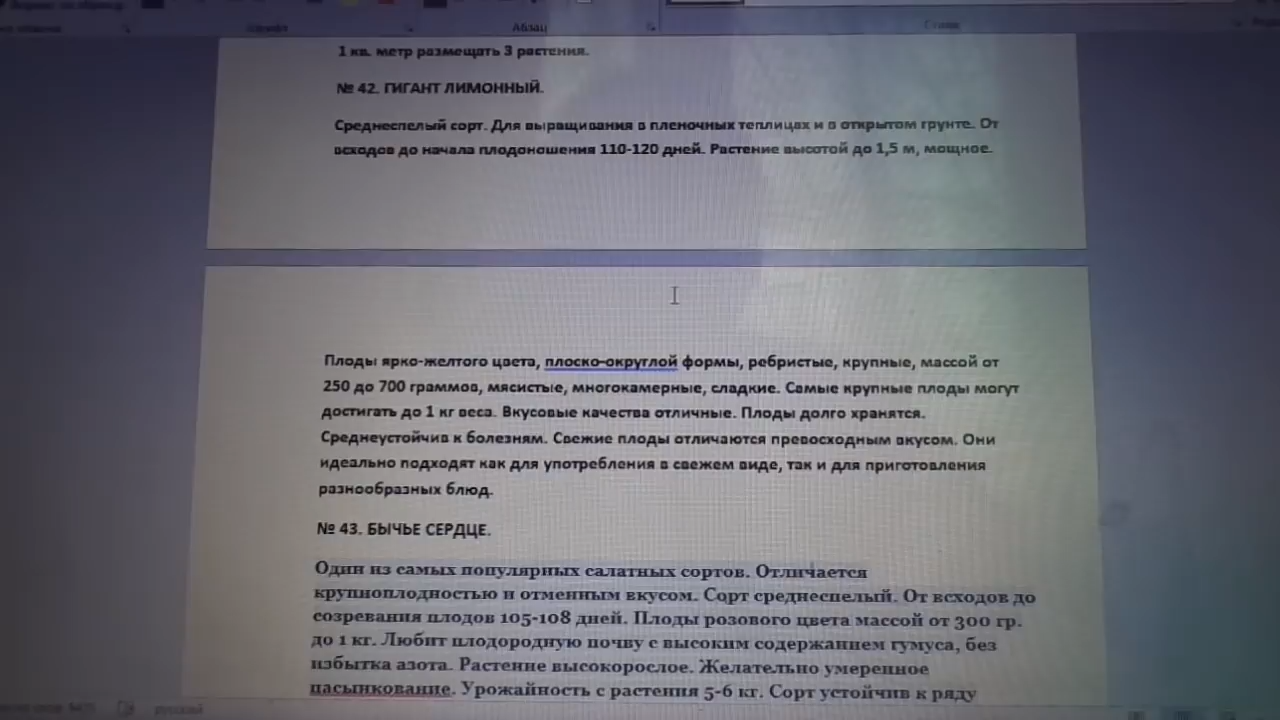 Абзац
1 кв. метр размещать 3 растения.
№ 42. ГИГАНТ ЛИМОННЫЙ.
Среднеспелый сорт. Для выращивания в пленочных теплицах и в открытом грунте. От
всходов до начала плодоношения 110-120 дней. Растение высотой до 1,5 м, мощное.
Плоды ярко-желтого цвета, плоско-округлой формы, ребристые, крупные, массой от
250 до 700 граммов, мясистые, многокамерные, сладкие. Самые крупные плоды могут
достигать до 1 кг веса. Вкусовые качества отличные. Плоды долго хранятся.
Среднеустойчив к болезням. Свежие плоды отличаются превосходным вкусом. Они
идеально подходят как для употребления в свежем виде, так и для приготовления
разнообразных блюд.
№ 43. БЫЧЬЕ СЕРДЦЕ.
Один из самых популярных салатных сортов. Отличается
крупноплодностью и отменным вкусом. Сорт среднеспелый. От всходов до
созревания плодов 105-108 дней. Плоды розового цвета массой от 300 гр.
до 1 кг. Любит плодородную почву с высоким содержанием гумуса, без
избытка азота. Растение высокорослое. Желательно умеренное
пасынкование. Урожайность с растения 5-6 кг. Сорт устойчив к ряду
русский